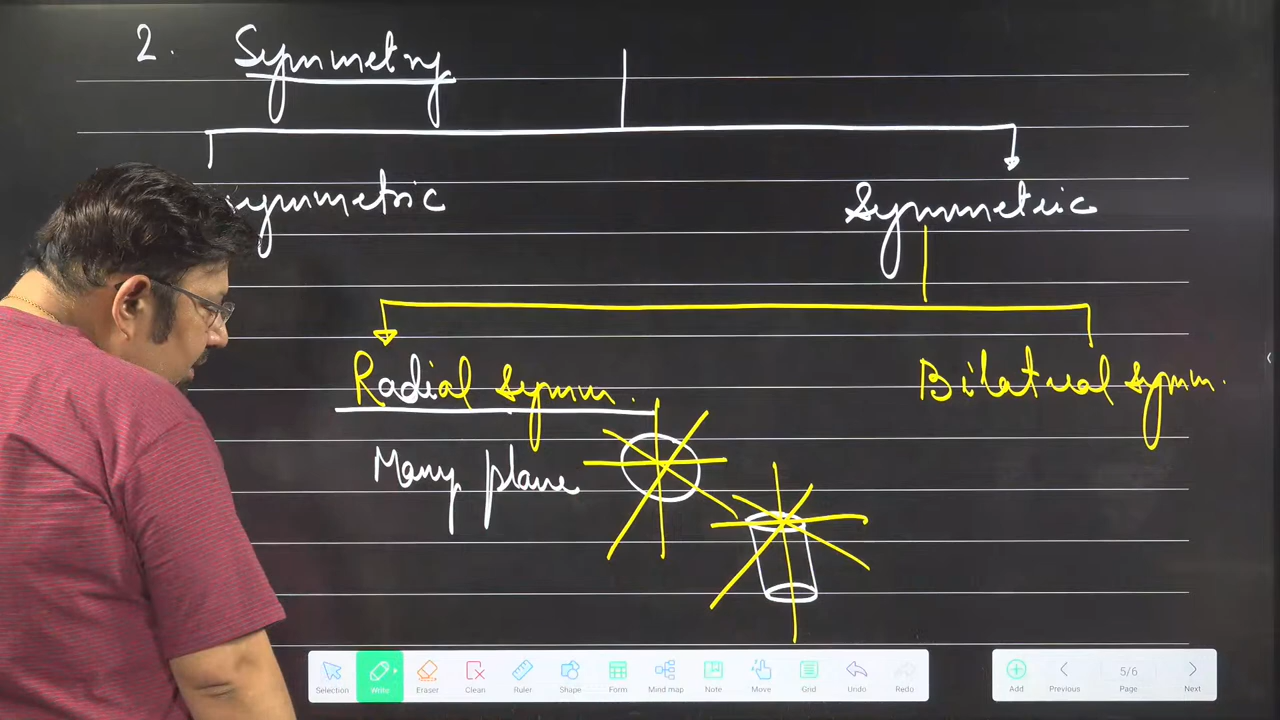 2. Symmetry
symmetric Symmetric
Radial symm. Bilateral symm.
Many plane
Selection Write Eraser Clean Ruler Shape Form Mind map Note Move Grid Undo Redo Add Previous 5/6 Page Next